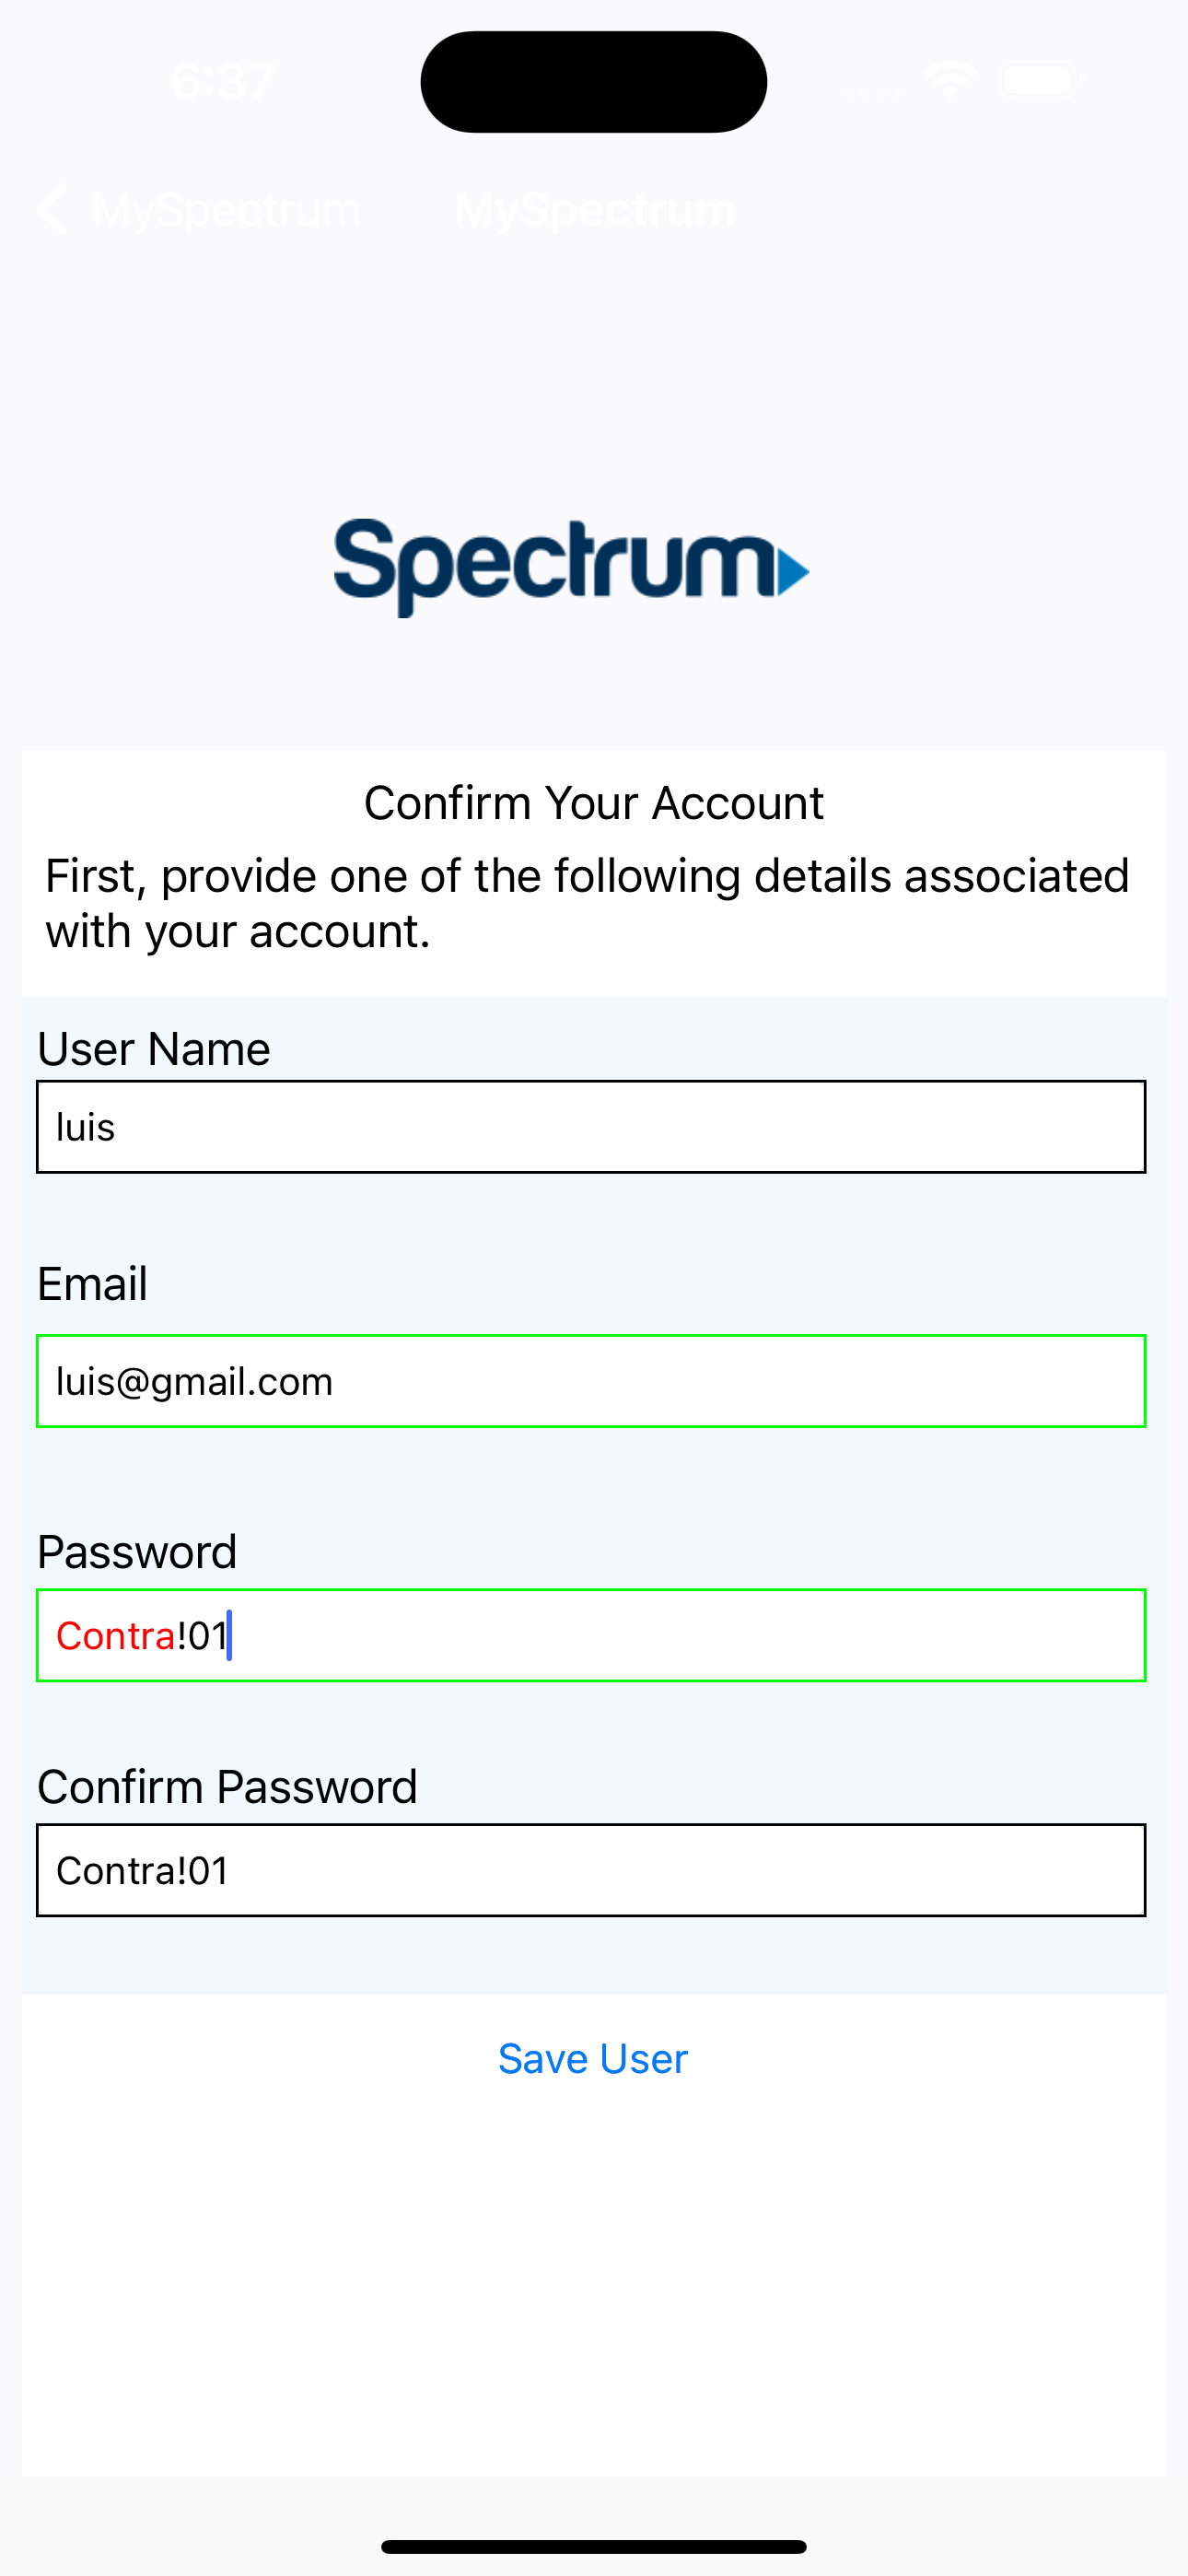 6:37
MySpectrum MySpectrum
Spectrum
Confirm Your Account
First, provide one of the following details associated
with your account.
User Name
luis
Email
luis@gmail.com
Password
Contra!01
Confirm Password
Contra!01
Save User